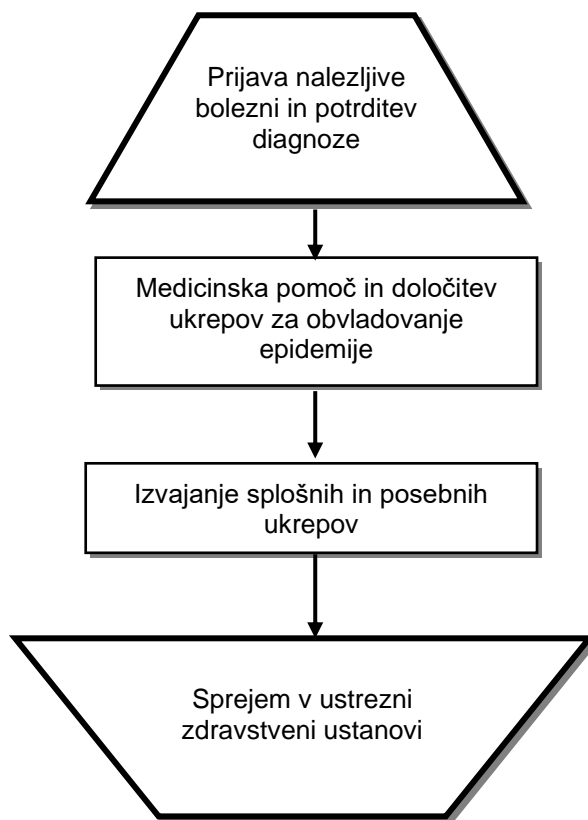 Prijava nalezljive
bolezni in potrditev
diagnoze
Medicinska pomoč in določitev
ukrepov za obvladovanje
epidemije
Izvajanje splošnih in posebnih
ukrepov
Sprejem v ustrezni
zdravstveni ustanovi